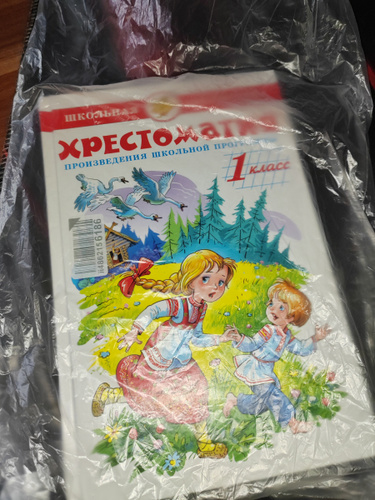 ШКОЛЬНАЯ
ХРЕСТОМАТИЯ
ПРОИЗВЕДЕНИЯ ШКОЛЬНОЙ ПРОГРАММЫ
1 класс